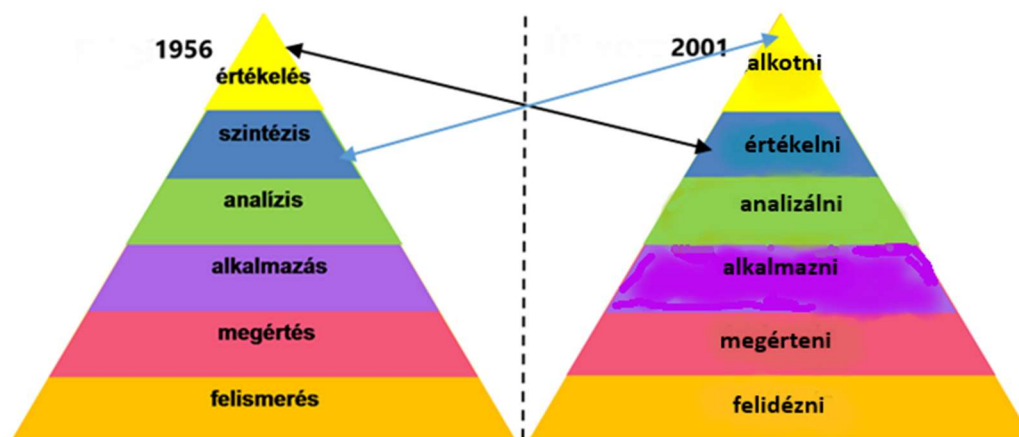 1956
értékelés
szintézis
analízis
alkalmazás
megértés
felismerés
2001
alkotni
értékelni
analizálni
alkalmazni
megérteni
felidézni